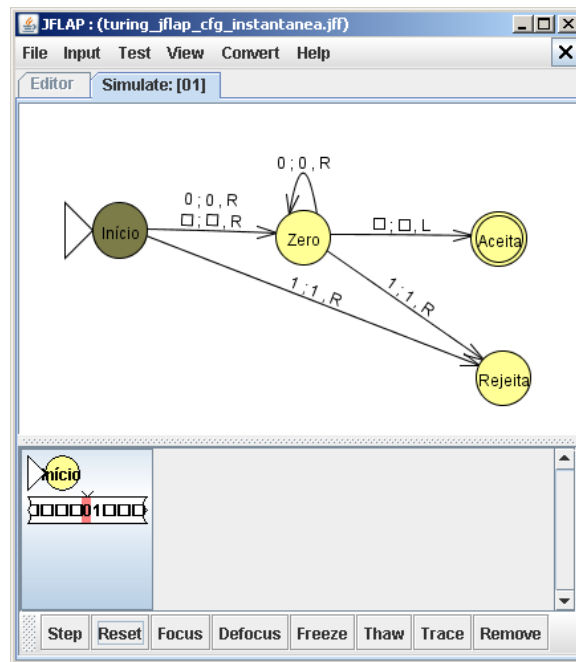 JFLAP : (turing_jflap_cfg_instantanea.jff)
File Input Test View Convert Help
Editor Simulate: [01]
0 ; 0 , R
0 ; 0 , R
□ ; □ , R
□ ; □ , L
Início
Zero
Aceita
1 ; 1 , R
1 ; 1 , R
Rejeita
Início
□□□□01□□□
Step Reset Focus Defocus Freeze Thaw Trace Remove